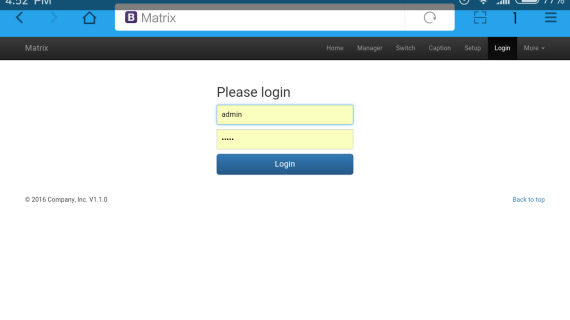 4:52 PM 77%
B Matrix 1
Matrix Home Manager Switch Caption Setup Login More
Please login
admin
•••••
Login
© 2016 Company, Inc. V1.1.0 Back to top